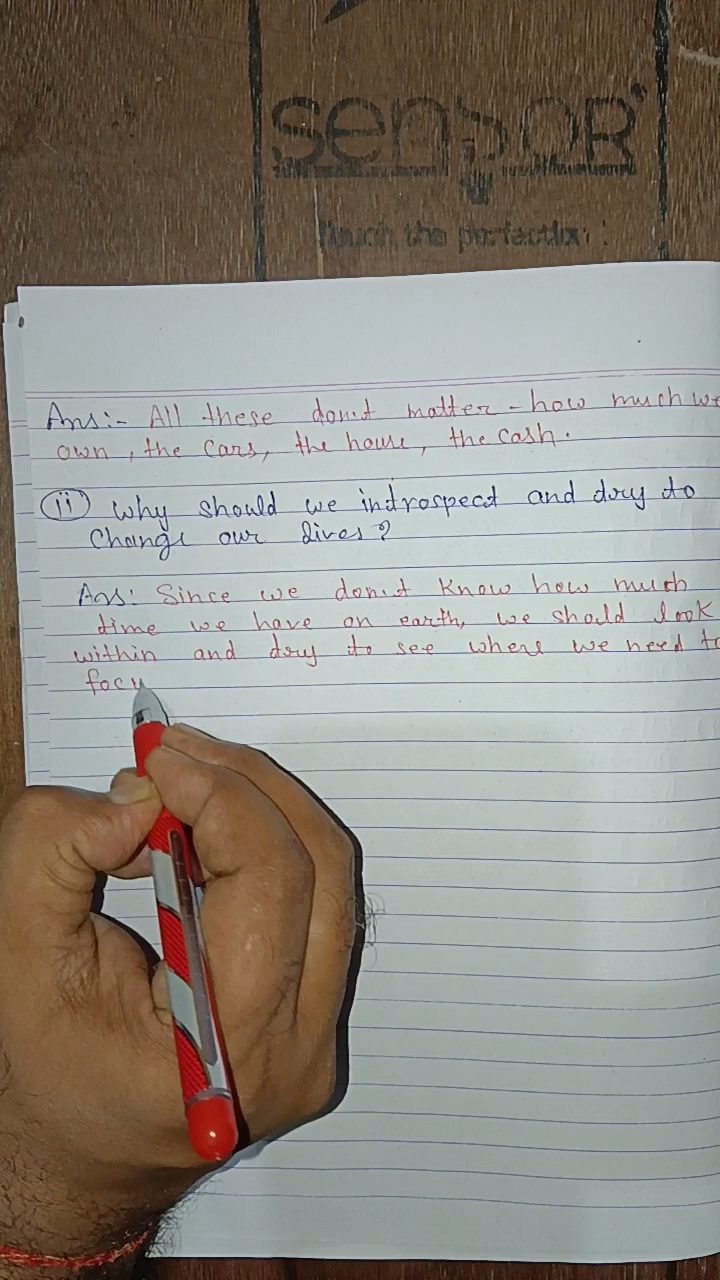 SensoR
Touch the perfection
Ans:- All these don't matter - how much we
own, the cars, the house, the cash.
(ii) Why should we introspect and try to
change our lives?
Ans: Since we don't know how much
time we have on earth, we should look
within and try to see where we need to
focu